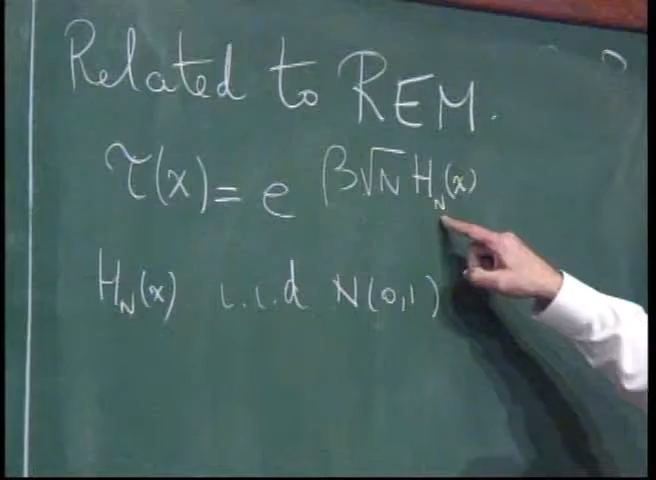 Related to REM.
τ(x) = e^{β√N H_N(x)}
H_N(x) i.i.d N(0,1)